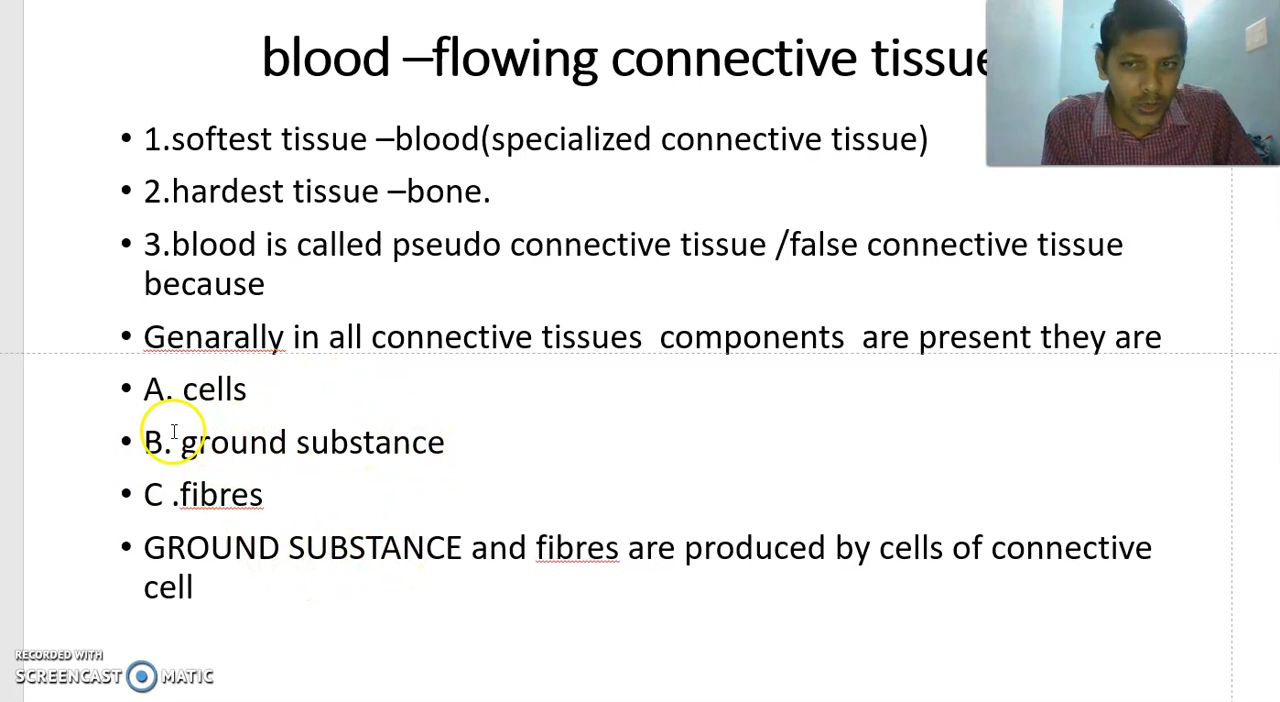 blood –flowing connective tissue
• 1.softest tissue –blood(specialized connective tissue)
• 2.hardest tissue –bone.
• 3.blood is called pseudo connective tissue /false connective tissue
because
• Genarally in all connective tissues  components  are present they are
• A. cells
• B. ground substance
• C .fibres
• GROUND SUBSTANCE and fibres are produced by cells of connective
cell
RECORDED WITH
SCREENCAST MATIC